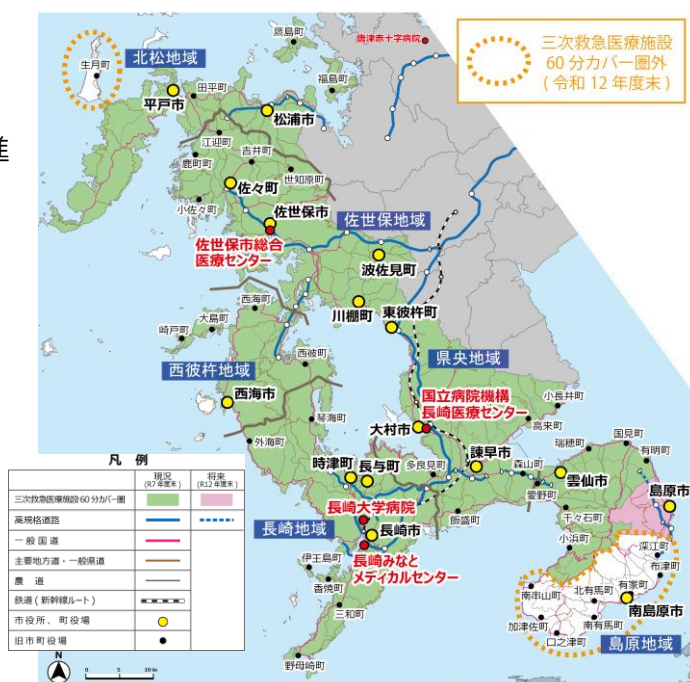 進
三次救急医療施設
60分カバー圏外
(令和12年度末)
唐津赤十字病院
鷹島町
北松地域
生月町
福島町
田平町
平戸市
松浦市
江迎町
吉井町
鹿町町
世知原町
佐々町
小佐々町
佐世保市
佐世保地域
佐世保市総合
医療センター
波佐見町
西海町
川棚町
東彼杵町
大島町
崎戸町
西彼町
県央地域
西彼杵地域
国立病院機構
長崎医療センター
西海市
小長井町
琴海町
大村市
高来町
外海町
国見町
瑞穂町
有明町
諫早市
多良見町
森山町
雲仙市
時津町
長与町
愛野町
島原市
飯盛町
千々石町
長崎大学病院
小浜町
長崎地域
長崎市
深江町
長崎みなと
メディカルセンター
布津町
伊王島町
有家町
香焼町
南串山町
北有馬町
南島原市
三和町
加津佐町
南有馬町
口之津町
島原地域
野母崎町
凡 例
現況
(R7年度末)
将来
(R12年度末)
三次救急医療施設60分カバー圏
高規格道路
一般国道
主要地方道・一般県道
農 道
鉄道(新幹線ルート)
市役所、町役場
旧市町役場
N
0 5 10km